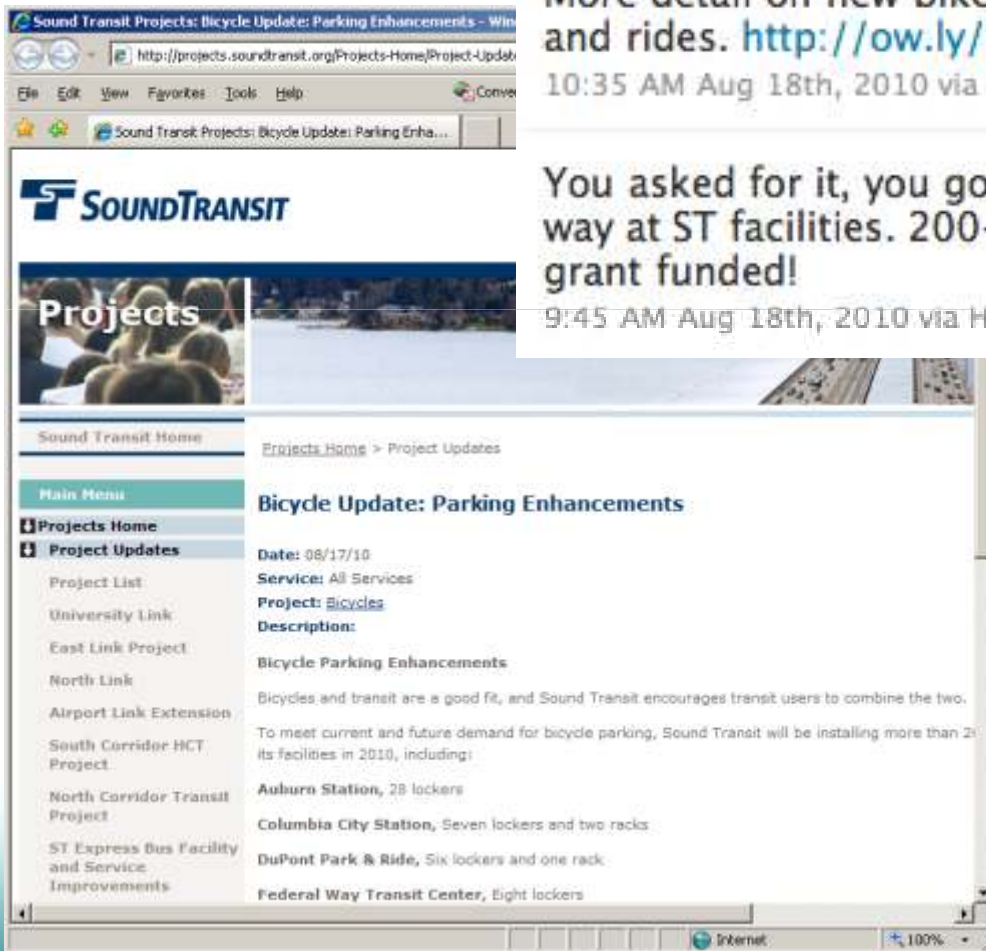 Sound Transit Projects: Bicycle Update: Parking Enhancements - Win
http://projects.soundtransit.org/Projects-Home/Project-Updat
File Edit View Favorites Tools Help
Sound Transit Projects: Bicycle Update: Parking Enha...
and rides. http://ow.ly/
10:35 AM Aug 18th, 2010 via
You asked for it, you go
way at ST facilities. 200
grant funded!
9:45 AM Aug 18th, 2010 via H
SOUNDTRANSIT
Projects
Sound Transit Home
Main Menu
Projects Home
Project Updates
Project List
University Link
East Link Project
North Link
Airport Link Extension
South Corridor HCT
Project
North Corridor Transit
Project
ST Express Bus Facility
and Service
Improvements
Projects Home > Project Updates
Bicycle Update: Parking Enhancements
Date: 08/17/10
Service: All Services
Project: Bicycles
Description:
Bicycle Parking Enhancements
Bicycles and transit are a good fit, and Sound Transit encourages transit users to combine the two.
To meet current and future demand for bicycle parking, Sound Transit will be installing more than
its facilities in 2010, including:
Auburn Station, 28 lockers
Columbia City Station, Seven lockers and two racks
DuPont Park & Ride, Six lockers and one rack
Federal Way Transit Center, Eight lockers
Internet
100%